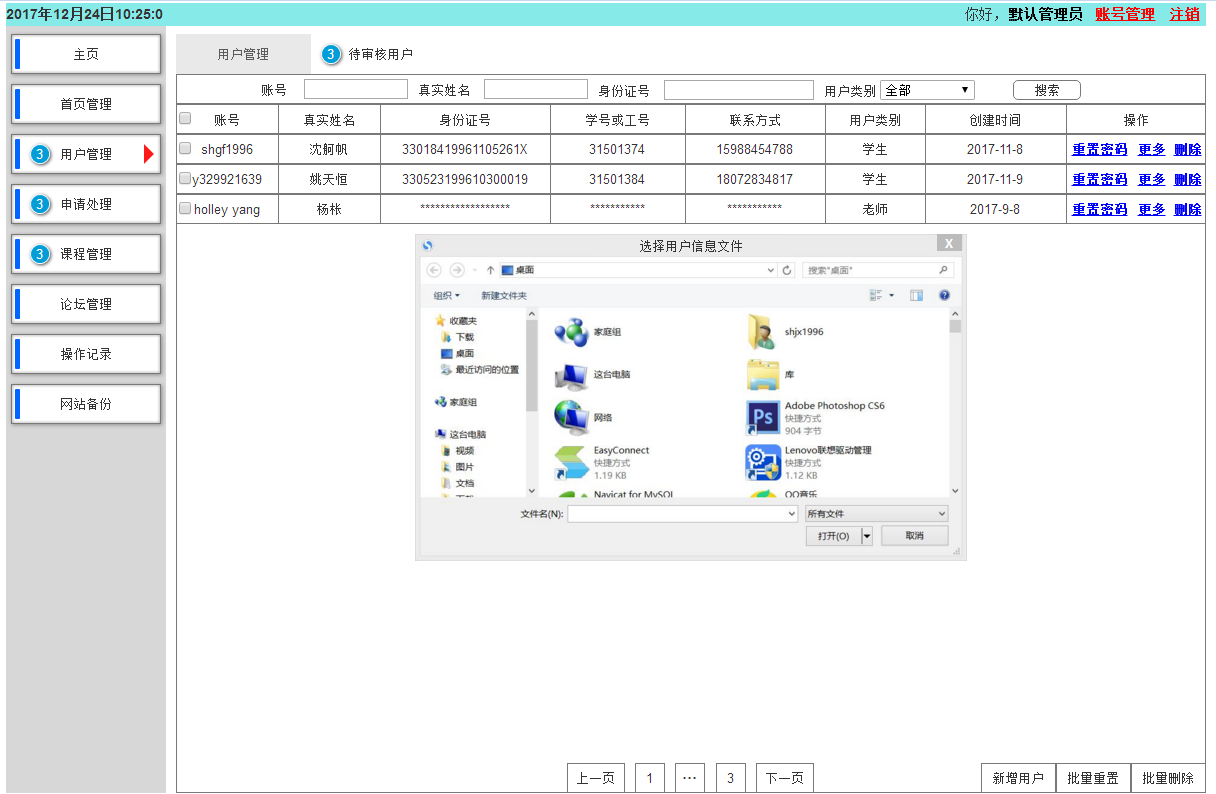 2017年12月24日10:25:0
你好，默认管理员 账号管理 注销
主页
首页管理
3 用户管理
3 申请处理
3 课程管理
论坛管理
操作记录
网站备份
用户管理 3 待审核用户
账号 真实姓名 身份证号 用户类别 全部 搜索
账号 真实姓名 身份证号 学号或工号 联系方式 用户类别 创建时间 操作
shgf1996 沈舸帆 33018419961105261X 31501374 15988454788 学生 2017-11-8 重置密码 更多 删除
y329921639 姚天恒 330523199610300019 31501384 18072834817 学生 2017-11-9 重置密码 更多 删除
holley yang 杨枨 ****************** *********** *********** 老师 2017-9-8 重置密码 更多 删除
选择用户信息文件 X
桌面 搜索"桌面"
组织 新建文件夹
收藏夹
下载
桌面
最近访问的位置
家庭组
这台电脑
视频
图片
文档
家庭组
shjx1996
这台电脑
库
网络
Adobe Photoshop CS6
快捷方式
904 字节
EasyConnect
快捷方式
1.19 KB
Lenovo联想驱动管理
快捷方式
1.12 KB
Navicat for MySQL
QQ音乐
文件名(N): 所有文件
打开(O) 取消
上一页 1 ··· 3 下一页
新增用户 批量重置 批量删除